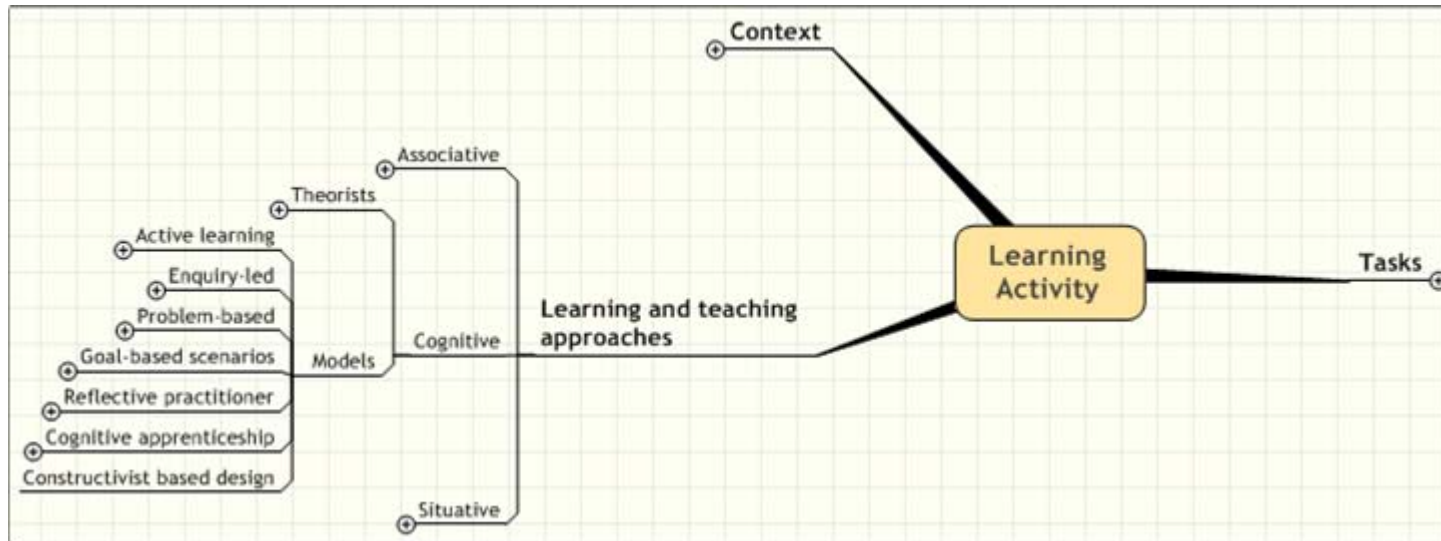 Context
Associative
Theorists
Active learning
Enquiry-led
Problem-based
Goal-based scenarios
Reflective practitioner
Cognitive apprenticeship
Constructivist based design
Models
Cognitive
Situative
Learning and teaching
approaches
Learning
Activity
Tasks